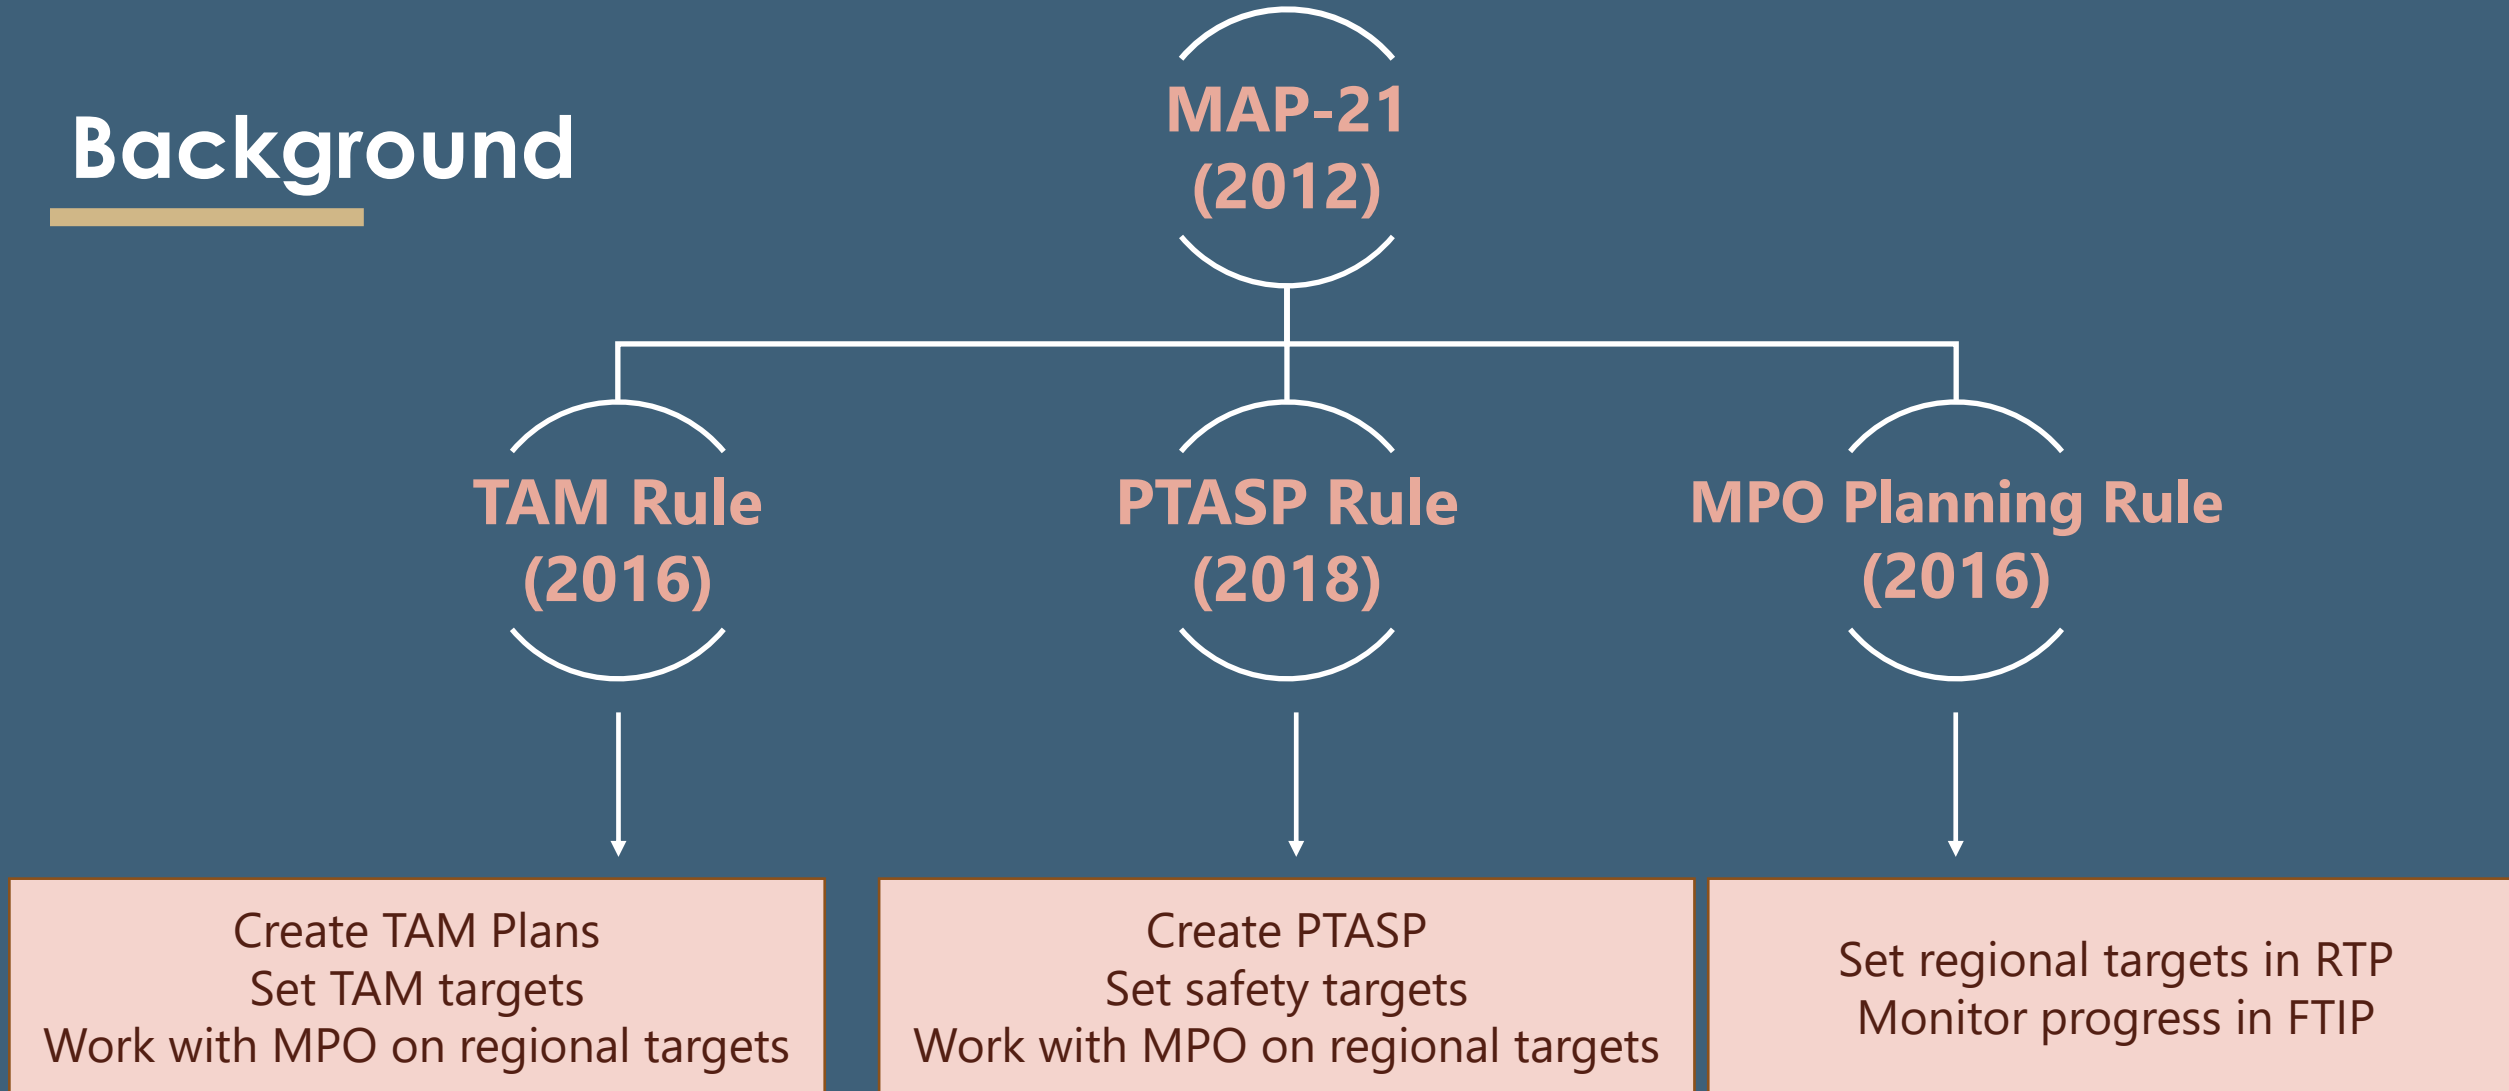 Background
MAP-21
(2012)
TAM Rule
(2016)
PTASP Rule
(2018)
MPO Planning Rule
(2016)
Create TAM Plans
Set TAM targets
Work with MPO on regional targets
Create PTASP
Set safety targets
Work with MPO on regional targets
Set regional targets in RTP
Monitor progress in FTIP